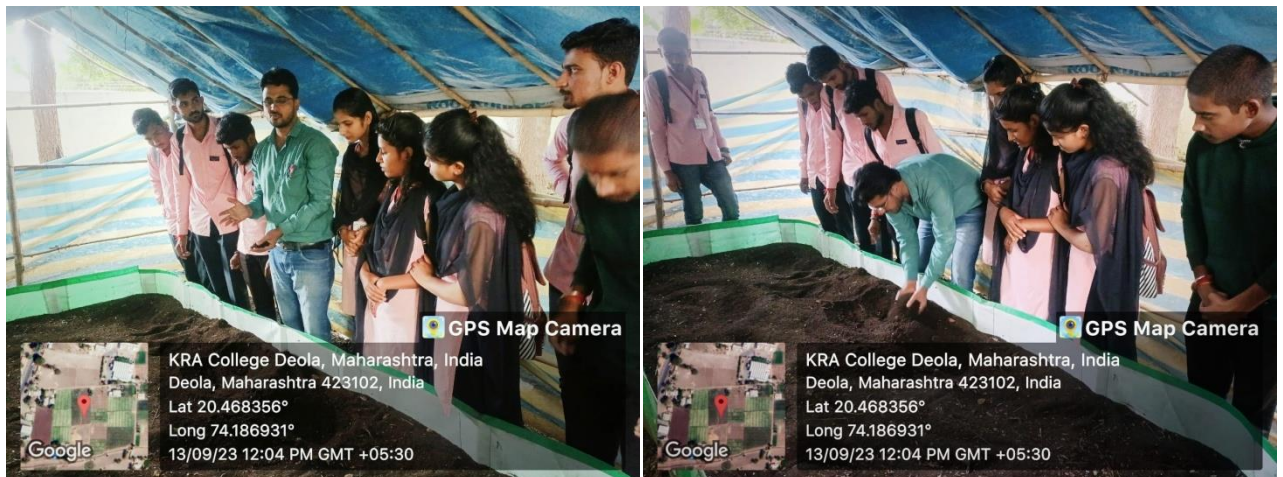 GPS Map Camera
KRA College Deola, Maharashtra, India
Deola, Maharashtra 423102, India
Lat 20.468356°
Long 74.186931°
13/09/23 12:04 PM GMT +05:30
Google
GPS Map Camera
KRA College Deola, Maharashtra, India
Deola, Maharashtra 423102, India
Lat 20.468356°
Long 74.186931°
13/09/23 12:04 PM GMT +05:30
Google